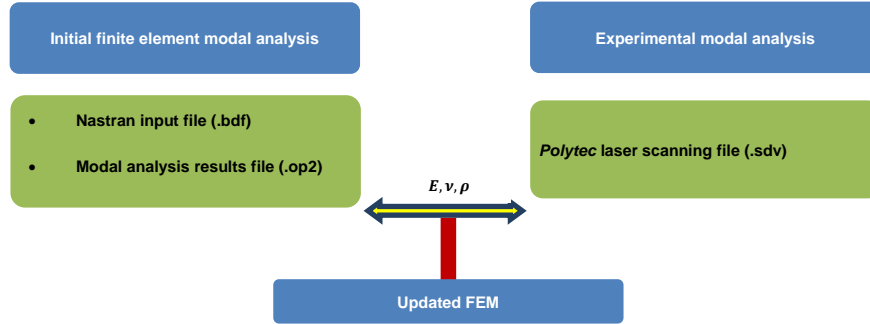 Initial finite element modal analysis
Experimental modal analysis
• Nastran input file (.bdf)
• Modal analysis results file (.op2)
Polytec laser scanning file (.sdv)
E, ν, ρ
Updated FEM